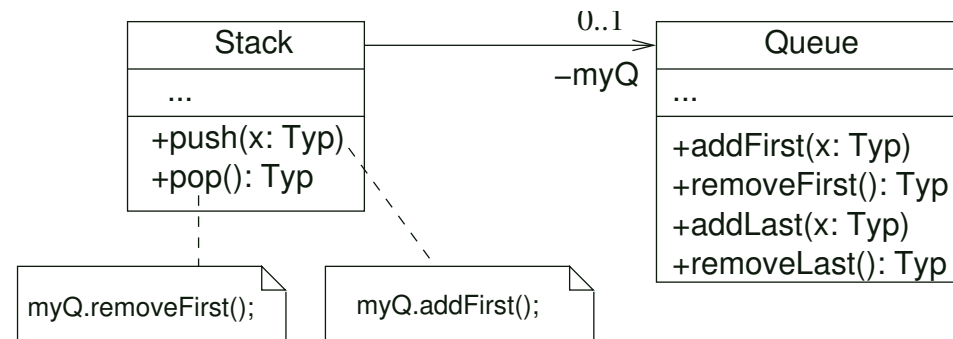 Stack
...
+push(x: Typ)
+pop(): Typ
0..1
–myQ
Queue
...
+addFirst(x: Typ)
+removeFirst(): Typ
+addLast(x: Typ)
+removeLast(): Typ
myQ.removeFirst();
myQ.addFirst();